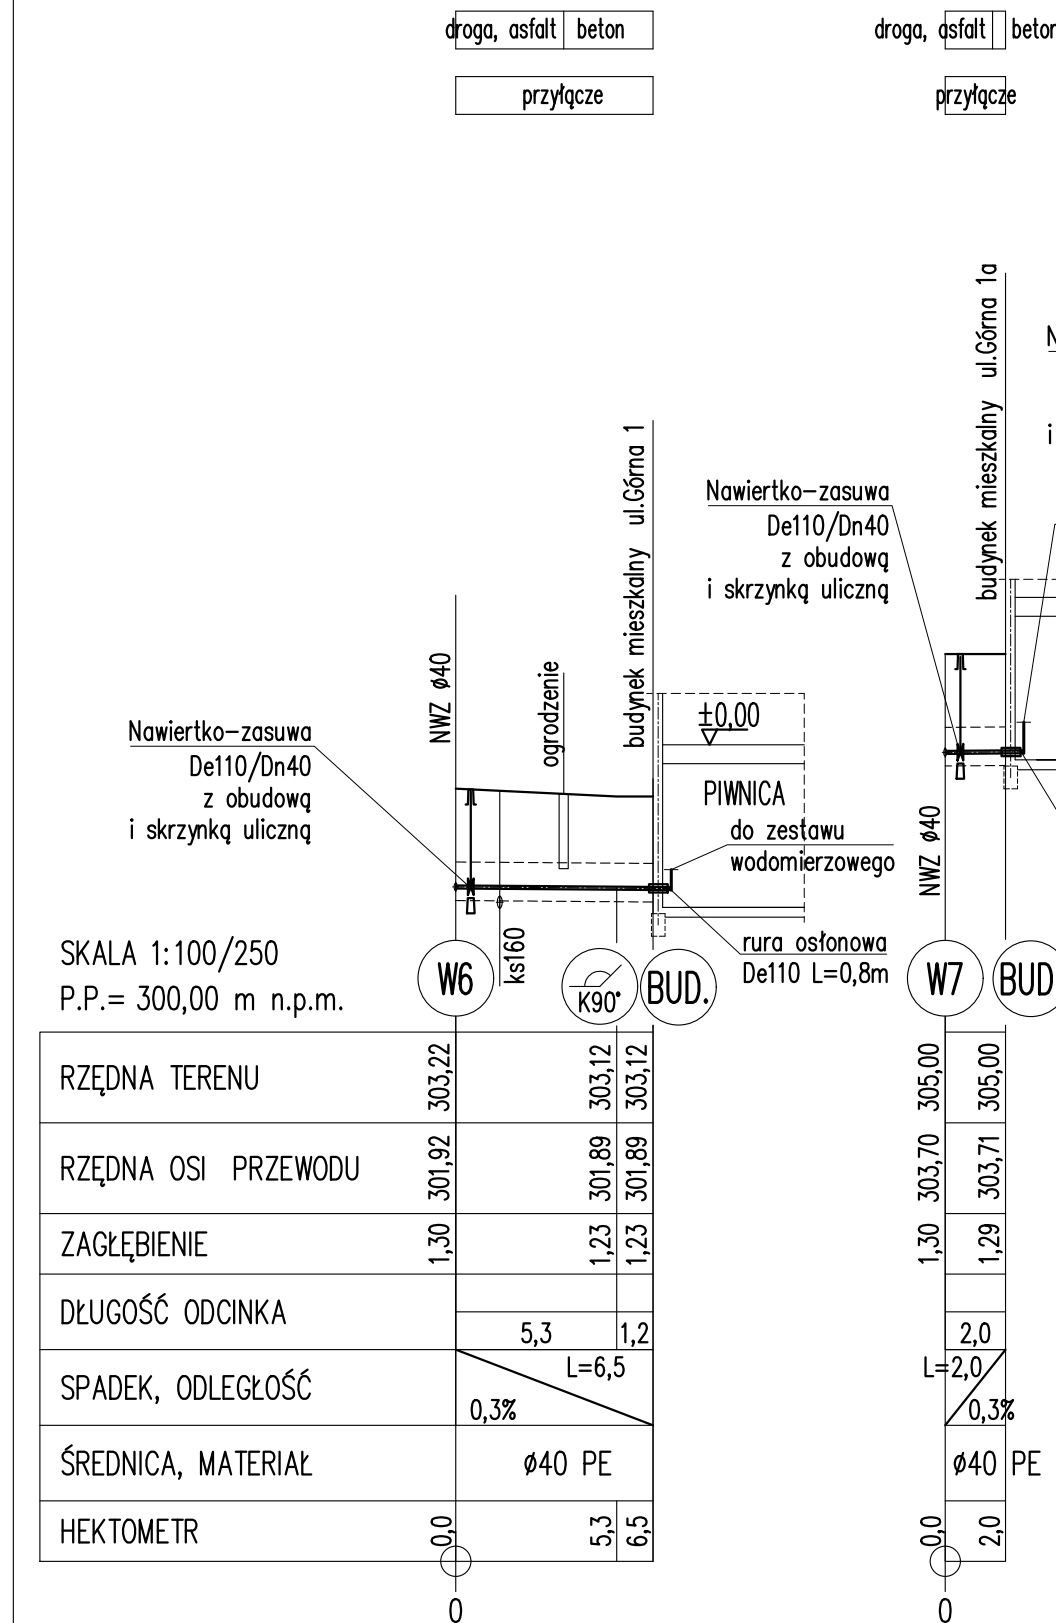 droga, asfalt
beton
droga, asfalt
beton
przyłącze
przyłącze
budynek mieszkalny ul.Górna 1a
N
i
budynek mieszkalny ul.Górna 1
Nawiertko-zasuwa
De110/Dn40
z obudową
i skrzynką uliczną
NWZ ø40
ogrodzenie
±0,00
Nawiertko-zasuwa
De110/Dn40
z obudową
i skrzynką uliczną
PIWNICA
do zestawu
wodomierzowego
NWZ ø40
ks160
rura osłonowa
De110 L=0,8m
SKALA 1:100/250
P.P.= 300,00 m n.p.m.
W6
K90°
BUD.
W7
BUD
RZĘDNA TERENU
303,22
303,12
303,12
305,00
305,00
RZĘDNA OSI PRZEWODU
301,92
301,89
301,89
303,70
303,71
ZAGŁĘBIENIE
1,30
1,23
1,23
1,30
1,29
DŁUGOŚĆ ODCINKA
5,3
1,2
2,0
SPADEK, ODLEGŁOŚĆ
L=6,5
0,3%
L=2,0
0,3%
ŚREDNICA, MATERIAŁ
ø40 PE
ø40 PE
HEKTOMETR
0,0
5,3
6,5
0,0
2,0
0
0